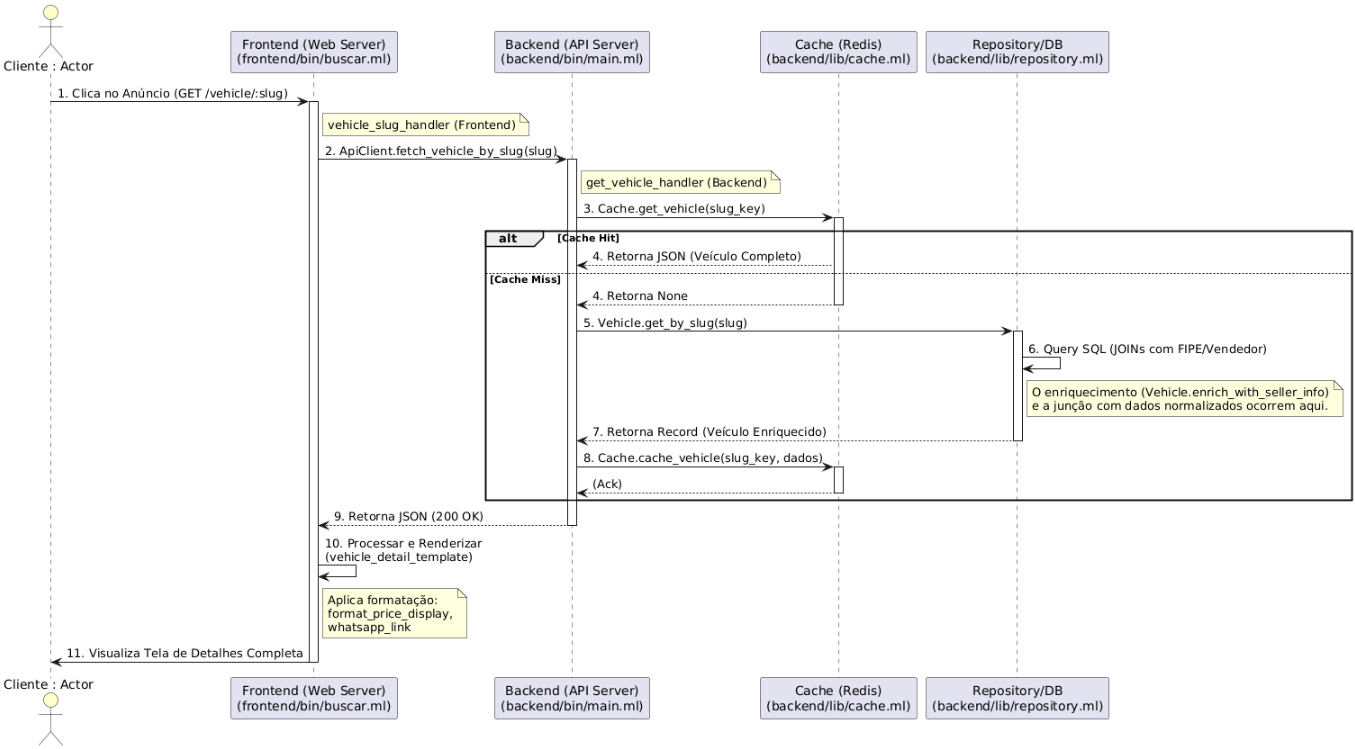 Cliente : Actor
Frontend (Web Server)
(frontend/bin/buscar.ml)
Backend (API Server)
(backend/bin/main.ml)
Cache (Redis)
(backend/lib/cache.ml)
Repository/DB
(backend/lib/repository.ml)
1. Clica no Anúncio (GET /vehicle/:slug)
vehicle_slug_handler (Frontend)
2. ApiClient.fetch_vehicle_by_slug(slug)
get_vehicle_handler (Backend)
3. Cache.get_vehicle(slug_key)
alt [Cache Hit]
4. Retorna JSON (Veículo Completo)
[Cache Miss]
4. Retorna None
5. Vehicle.get_by_slug(slug)
6. Query SQL (JOINs com FIPE/Vendedor)
O enriquecimento (Vehicle.enrich_with_seller_info)
e a junção com dados normalizados ocorrem aqui.
7. Retorna Record (Veículo Enriquecido)
8. Cache.cache_vehicle(slug_key, dados)
(Ack)
9. Retorna JSON (200 OK)
10. Processar e Renderizar
(vehicle_detail_template)
Aplica formatação:
format_price_display,
whatsapp_link
11. Visualiza Tela de Detalhes Completa
Cliente : Actor
Frontend (Web Server)
(frontend/bin/buscar.ml)
Backend (API Server)
(backend/bin/main.ml)
Cache (Redis)
(backend/lib/cache.ml)
Repository/DB
(backend/lib/repository.ml)